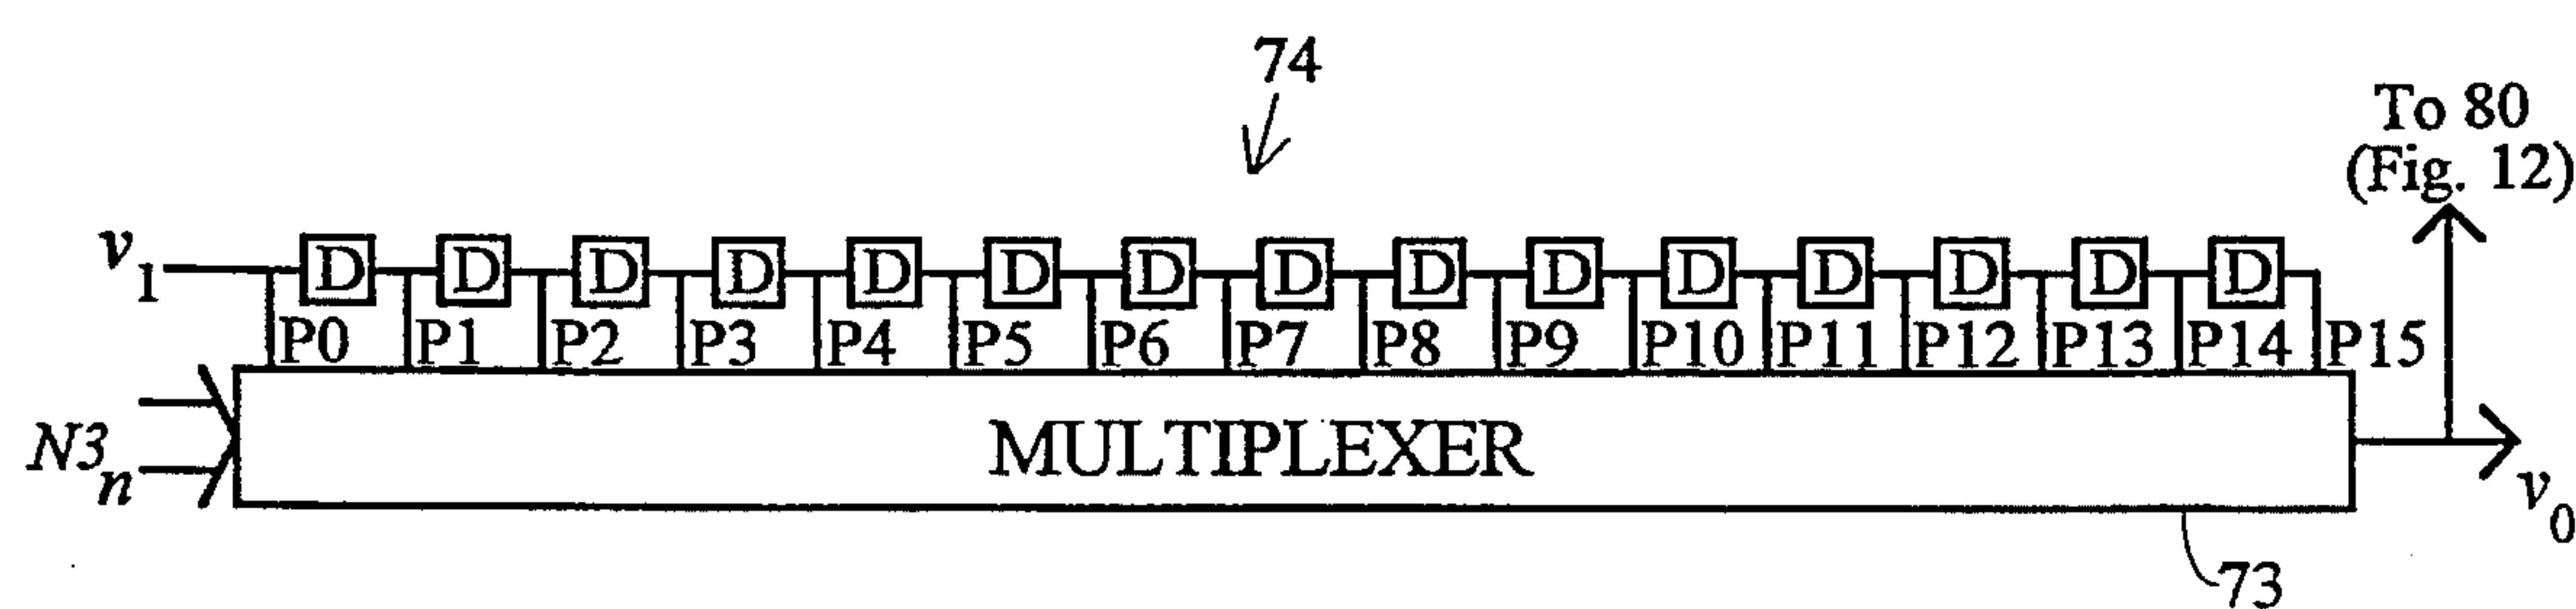 74
To 80
(Fig. 12)
v1 D D D D D D D D D D D D D D D
P0 P1 P2 P3 P4 P5 P6 P7 P8 P9 P10 P11 P12 P13 P14 P15
N3n
MULTIPLEXER
v0
73